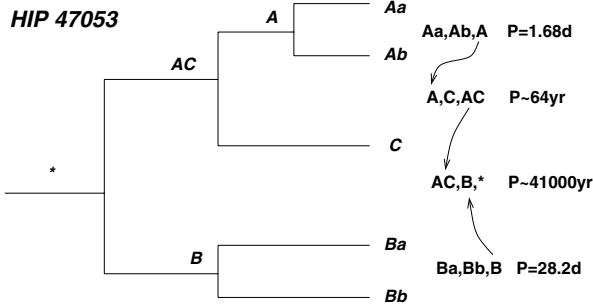 HIP 47053
Aa
A
Aa,Ab,A P=1.68d
Ab
AC
A,C,AC P~64yr
C
*
AC,B,* P~41000yr
Ba
B
Ba,Bb,B P=28.2d
Bb